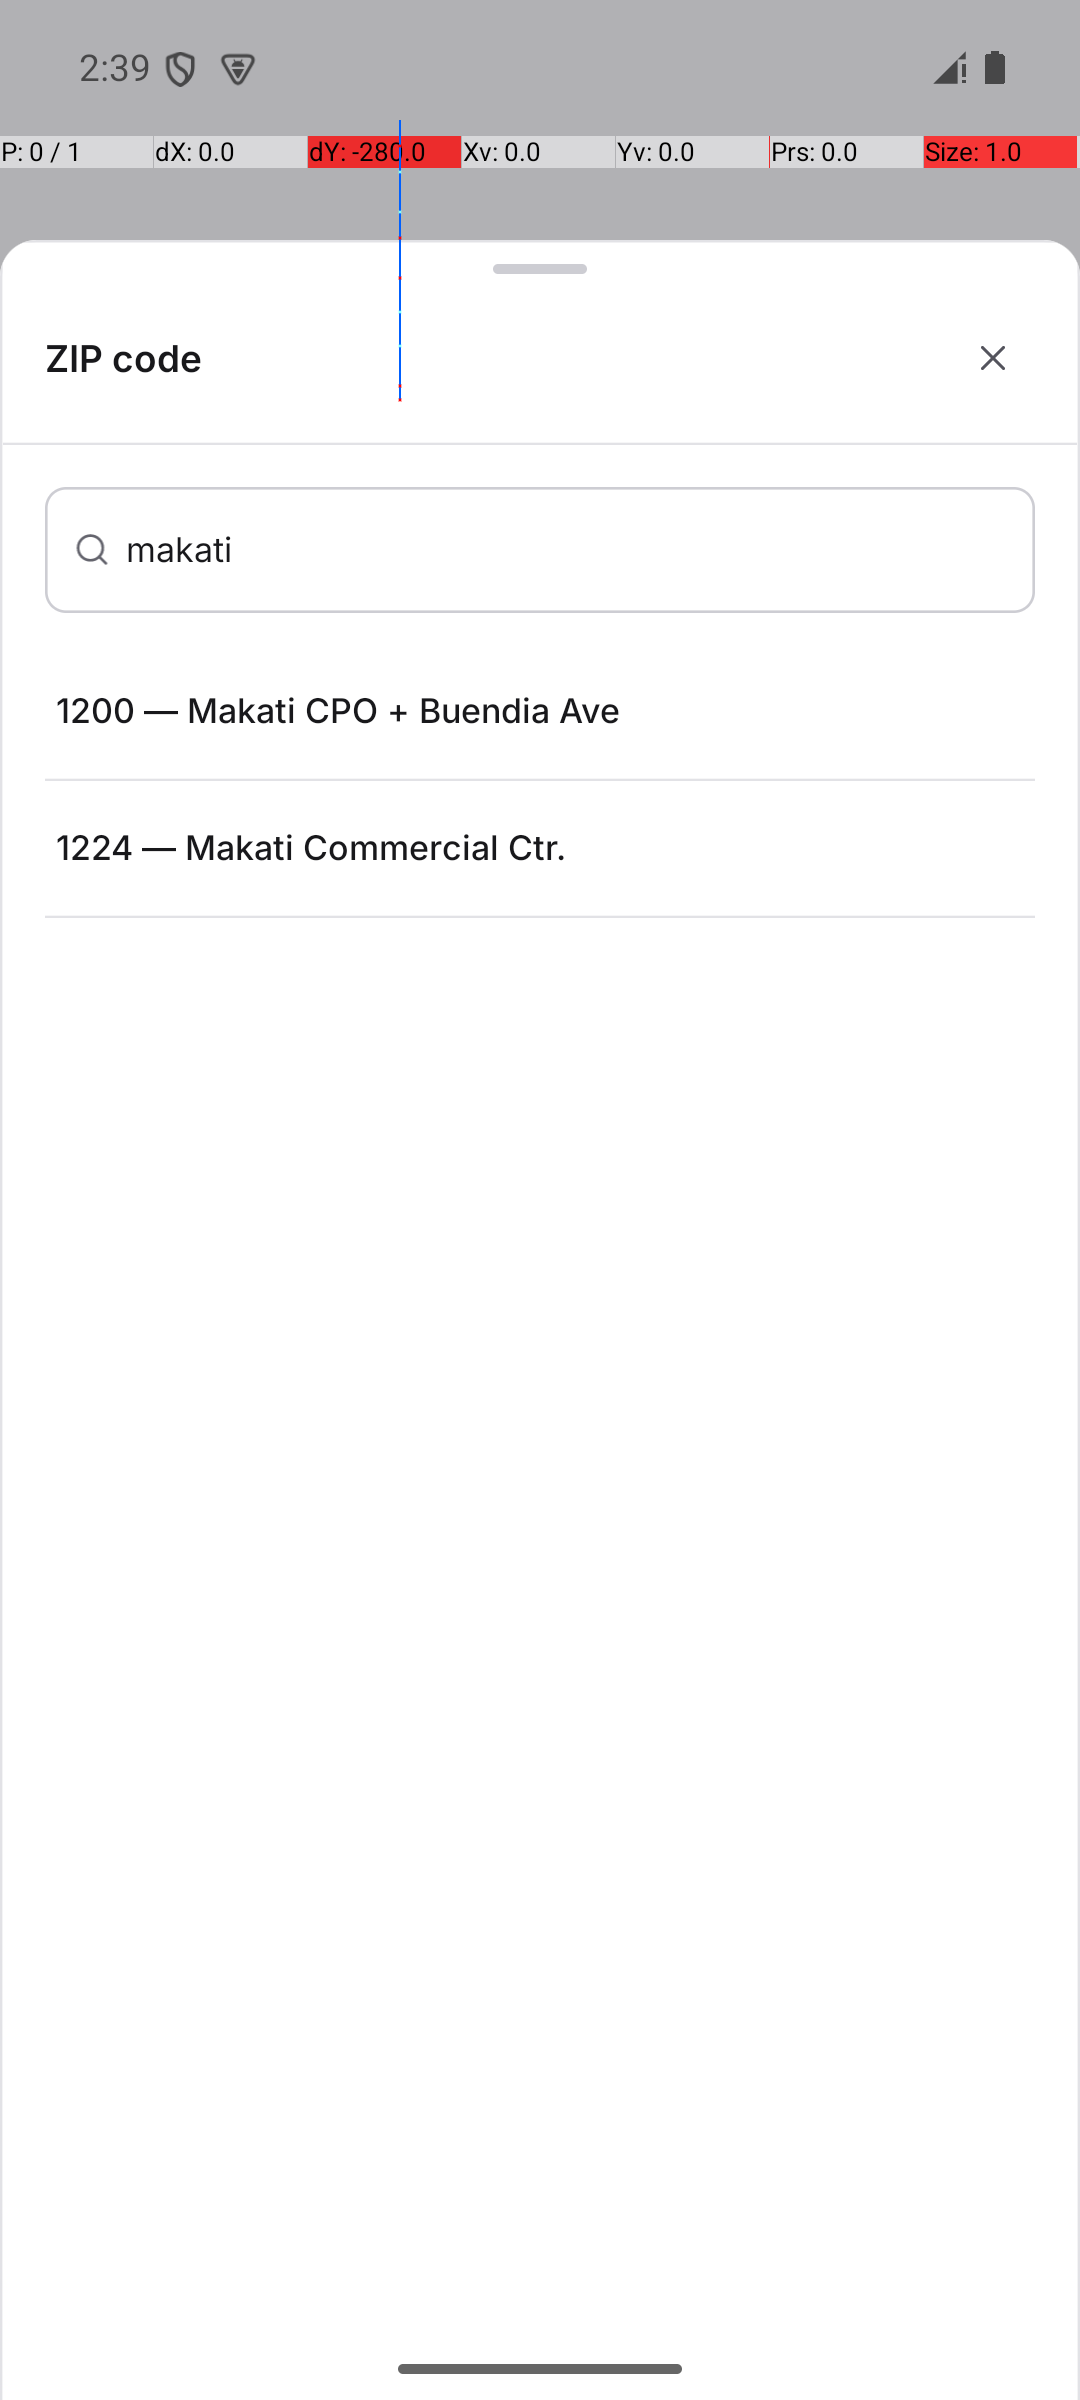 2:39
P: 0 / 1 dX: 0.0 dY: -280.0 Xv: 0.0 Yv: 0.0 Prs: 0.0 Size: 1.0
ZIP code
makati
1200 — Makati CPO + Buendia Ave
1224 — Makati Commercial Ctr.